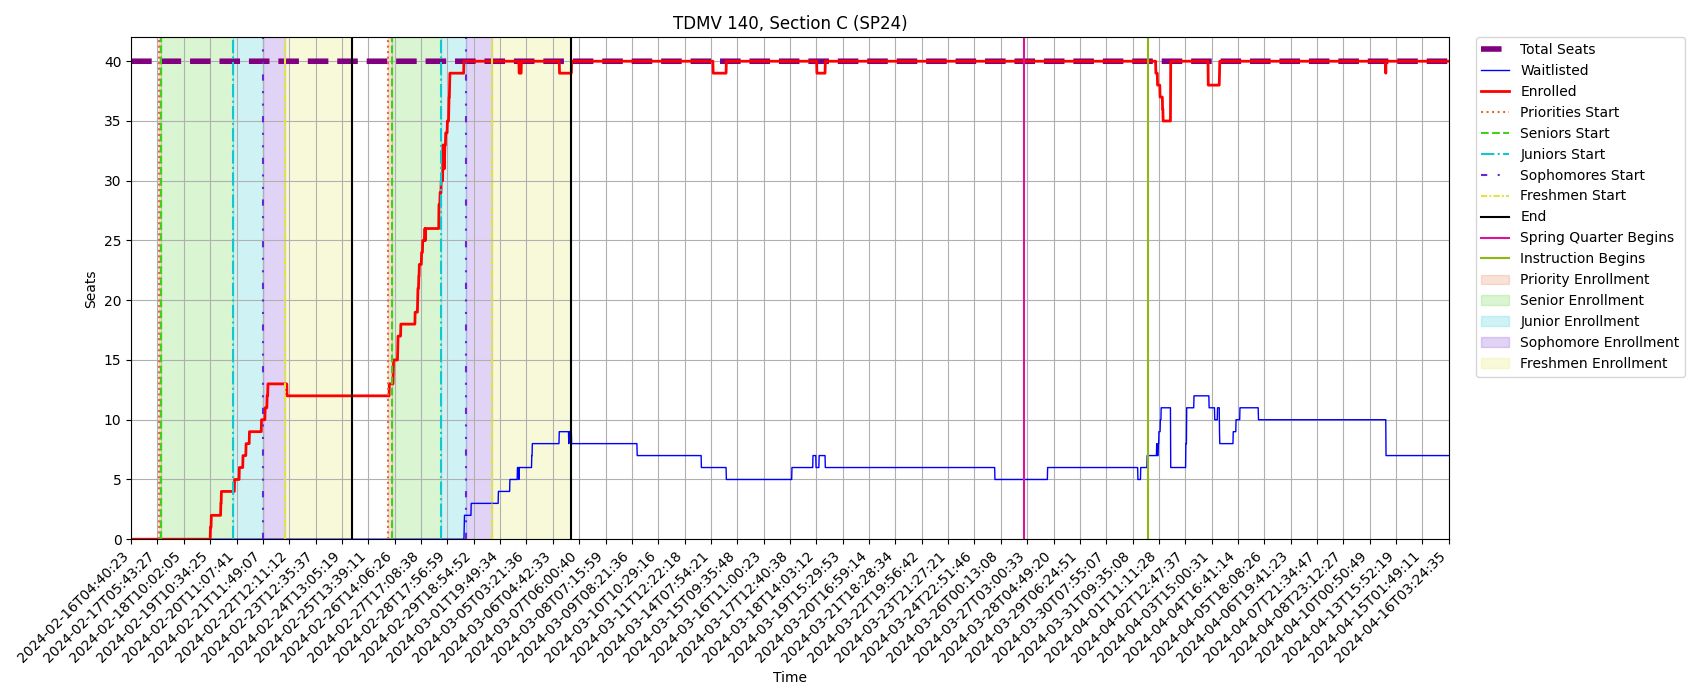 TDMV 140, Section C (SP24)
Seats
40
35
30
25
20
15
10
5
0
2024-02-16T04:40:23
2024-02-17T05:43:27
2024-02-18T10:02:05
2024-02-19T10:34:25
2024-02-20T11:07:41
2024-02-21T11:49:07
2024-02-22T12:11:12
2024-02-23T12:35:37
2024-02-24T13:05:19
2024-02-25T13:39:11
2024-02-26T14:06:26
2024-02-27T17:08:38
2024-02-28T17:56:59
2024-02-29T18:54:52
2024-03-04T01:49:34
2024-03-05T03:21:36
2024-03-06T04:42:33
2024-03-07T06:00:40
2024-03-08T07:15:59
2024-03-09T08:21:36
2024-03-10T10:29:16
2024-03-11T12:22:18
2024-03-14T07:54:21
2024-03-15T09:35:48
2024-03-16T11:00:23
2024-03-17T12:40:38
2024-03-18T14:03:12
2024-03-19T15:29:53
2024-03-20T16:59:14
2024-03-21T18:28:34
2024-03-22T19:56:42
2024-03-23T21:27:21
2024-03-24T22:51:46
2024-03-26T00:13:08
2024-03-27T03:00:33
2024-03-28T04:49:20
2024-03-29T06:24:51
2024-03-30T07:55:07
2024-03-31T09:35:08
2024-04-01T11:11:28
2024-04-02T12:47:37
2024-04-03T15:00:31
2024-04-04T16:41:14
2024-04-05T18:08:26
2024-04-06T19:41:23
2024-04-07T21:34:47
2024-04-08T23:12:27
2024-04-10T00:50:49
2024-04-13T15:52:19
2024-04-15T01:49:11
2024-04-16T03:24:35
Time
Total Seats
Waitlisted
Enrolled
Priorities Start
Seniors Start
Juniors Start
Sophomores Start
Freshmen Start
End
Spring Quarter Begins
Instruction Begins
Priority Enrollment
Senior Enrollment
Junior Enrollment
Sophomore Enrollment
Freshmen Enrollment